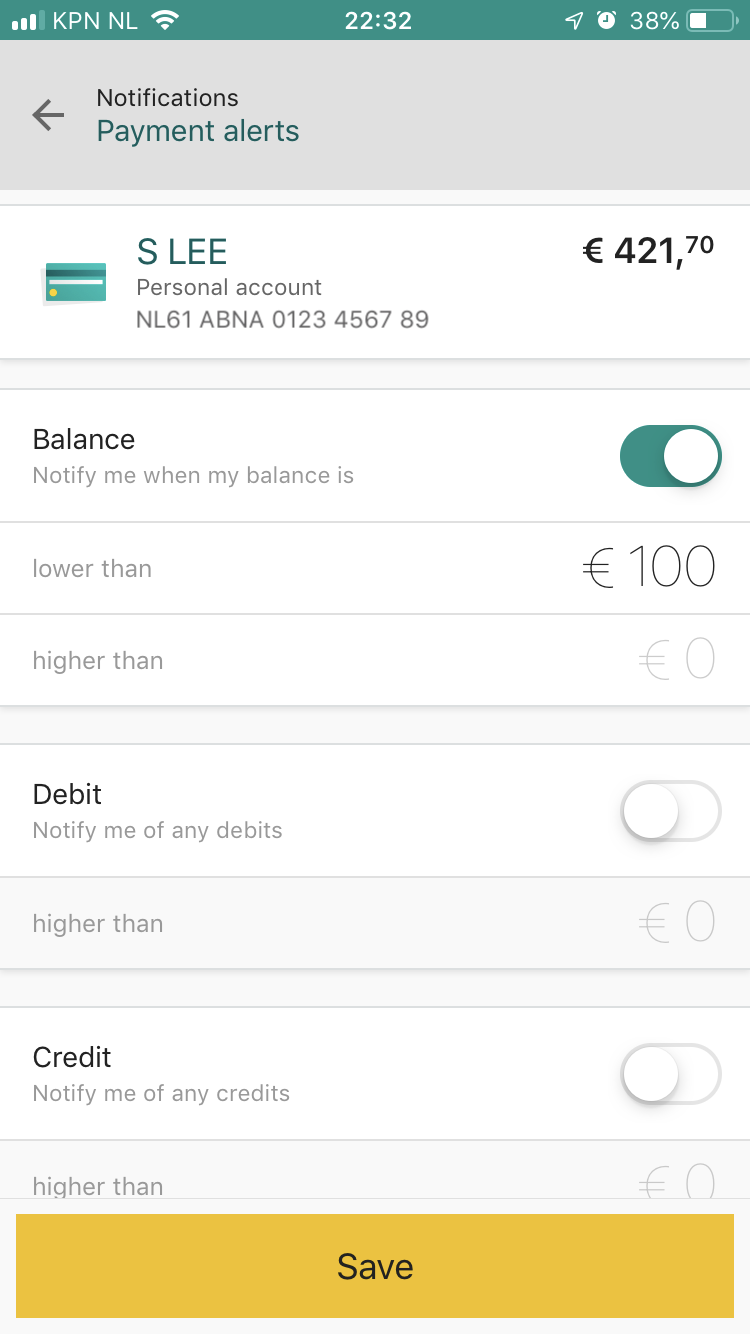 KPN NL 22:32 38%
Notifications
Payment alerts
S LEE € 421,70
Personal account
NL61 ABNA 0123 4567 89
Balance
Notify me when my balance is
lower than € 100
higher than € 0
Debit
Notify me of any debits
higher than € 0
Credit
Notify me of any credits
higher than € 0
Save